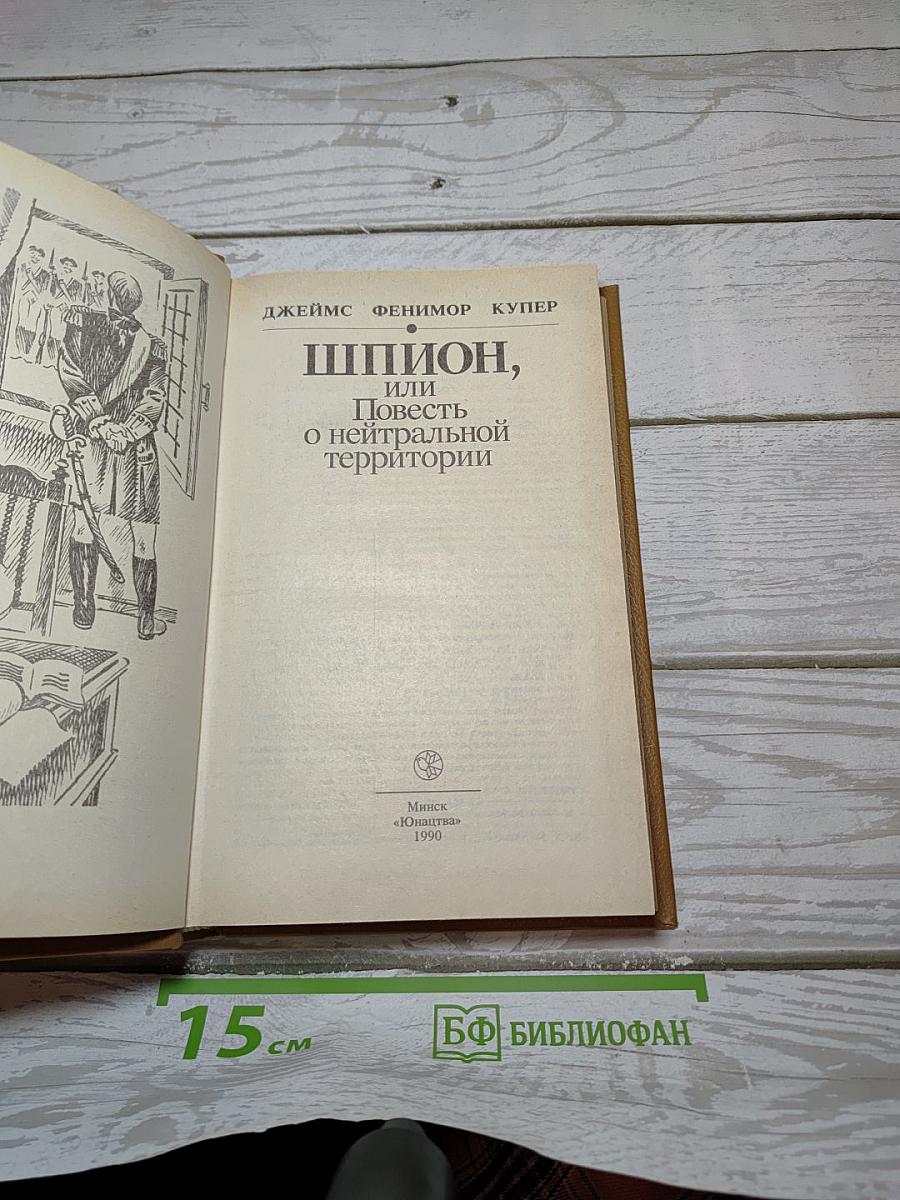 ДЖЕЙМС ФЕНИМОР КУПЕР
ШПИОН,
или
Повесть
о нейтральной
территории
Минск
«Юнацтва»
1990
15 см
БФ БИБЛИОФАН